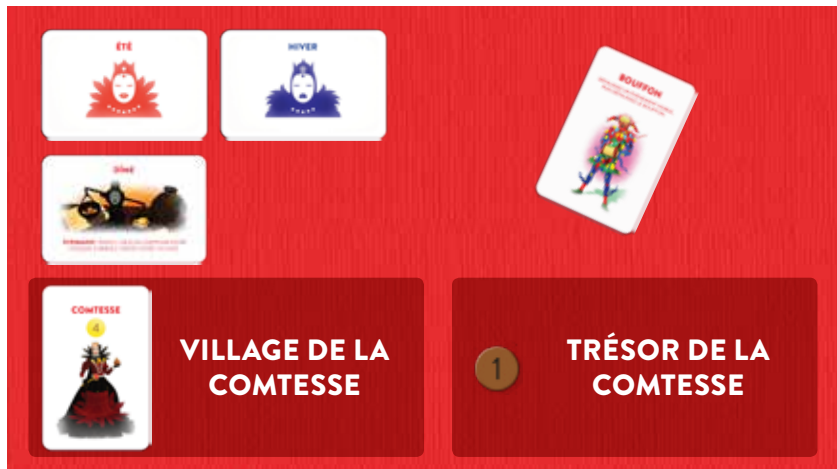 ÉTÉ
HIVER
BOUFFON
DÎME
COMTESSE
4
VILLAGE DE LA
COMTESSE
1
TRÉSOR DE LA
COMTESSE